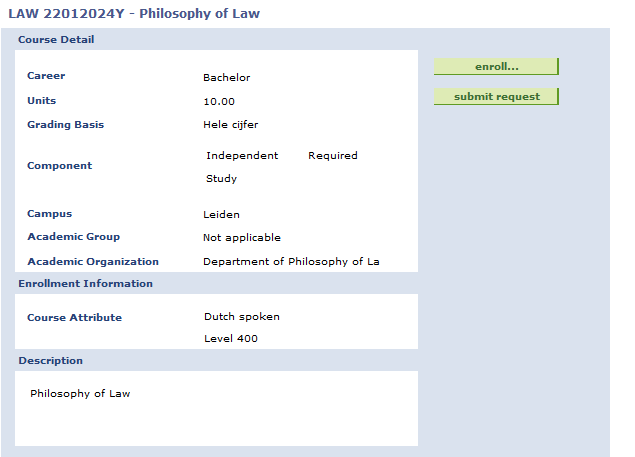 LAW 22012024Y - Philosophy of Law
Course Detail
enroll...
Career Bachelor
submit request
Units 10.00
Grading Basis Hele cijfer
Component Independent Study Required
Campus Leiden
Academic Group Not applicable
Academic Organization Department of Philosophy of La
Enrollment Information
Course Attribute Dutch spoken
Level 400
Description
Philosophy of Law